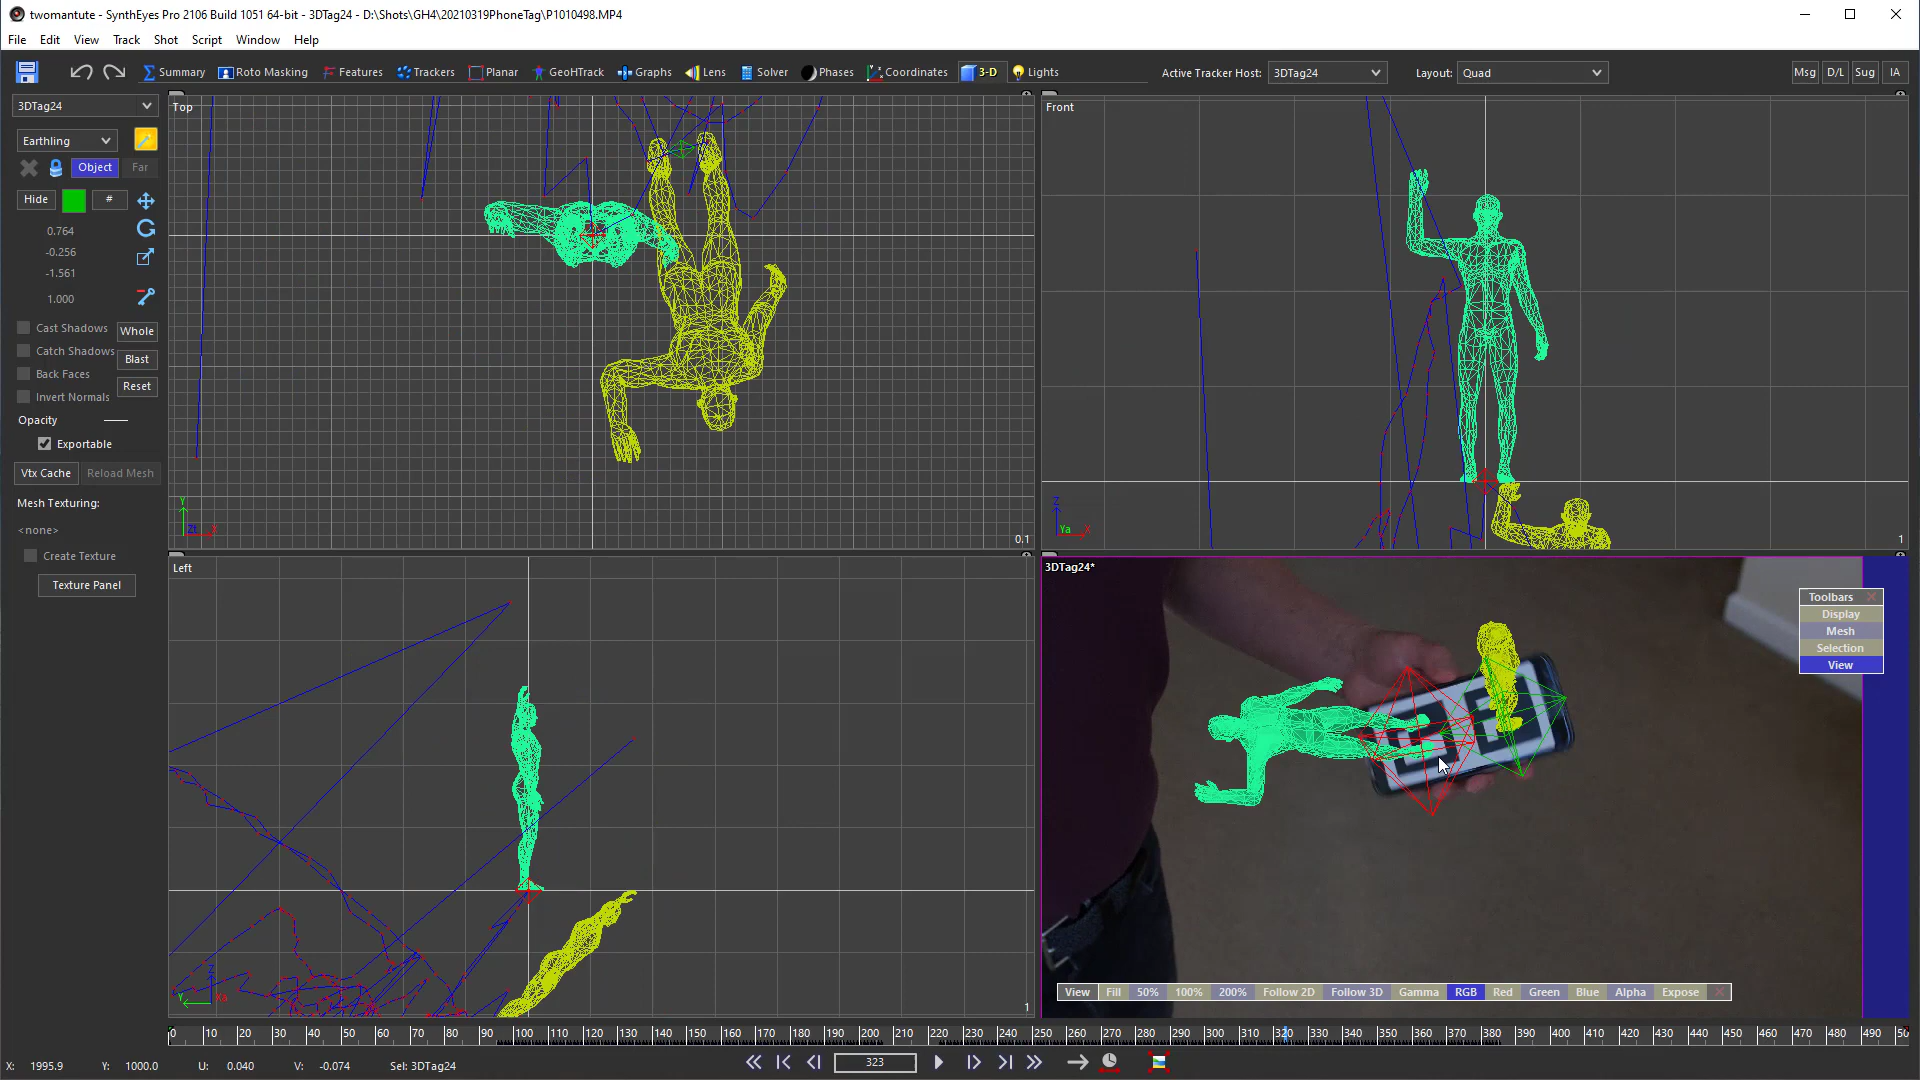 twomantute - SynthEyes Pro 2106 Build 1051 64-bit - 3DTag24 - D:\Shots\GH4\20210319PhoneTag\P1010498.MP4
File Edit View Track Shot Script Window Help
Summary Roto Masking Features Trackers Planar GeoHTrack Graphs Lens Solver Phases Coordinates 3-D Lights Active Tracker Host: 3DTag24 Layout: Quad Msg D/L Sug IA
3DTag24
Earthling
Object Far
Hide #
0.764
-0.256
-1.561
1.000
Cast Shadows Whole
Catch Shadows Blast
Back Faces
Invert Normals Reset
Opacity
Exportable
Vtx Cache Reload Mesh
Mesh Texturing:
<none>
Create Texture
Texture Panel
Top
Y
Zt X
0.1
Front
Z
Ya X
1
Left
Z
Y Xa
1
3DTag24*
Toolbars
Display
Mesh
Selection
View
View Fill 50% 100% 200% Follow 2D Follow 3D Gamma RGB Red Green Blue Alpha Expose
0 10 20 30 40 50 60 70 80 90 100 110 120 130 140 150 160 170 180 190 200 210 220 230 240 250 260 270 280 290 300 310 320 330 340 350 360 370 380 390 400 410 420 430 440 450 460 470 480 490 50
X: 1995.9 Y: 1000.0 U: 0.040 V: -0.074 Sel: 3DTag24 323